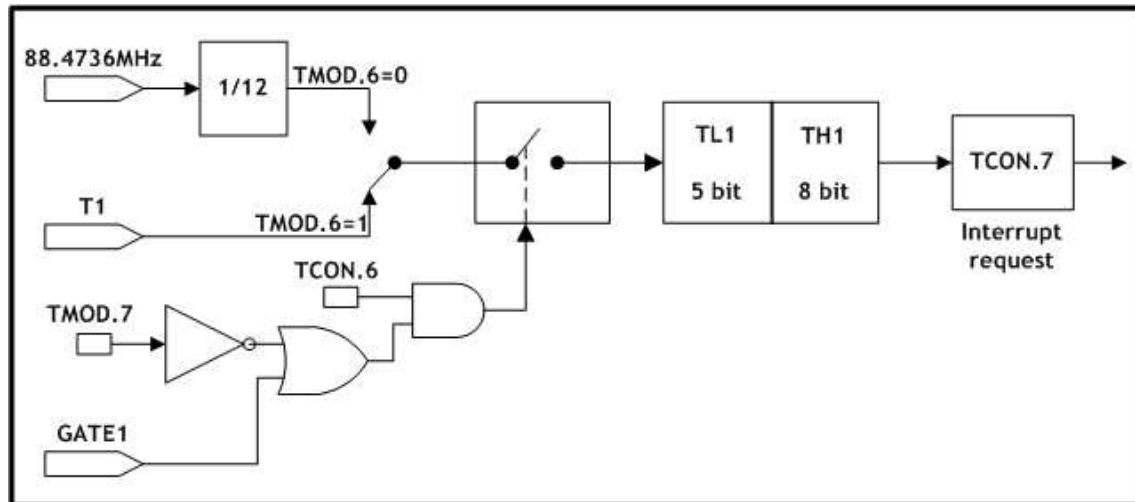 88.4736MHz
1/12
TMOD.6=0
T1
TMOD.6=1
TL1
5 bit
TH1
8 bit
TCON.7
Interrupt
request
TCON.6
TMOD.7
GATE1